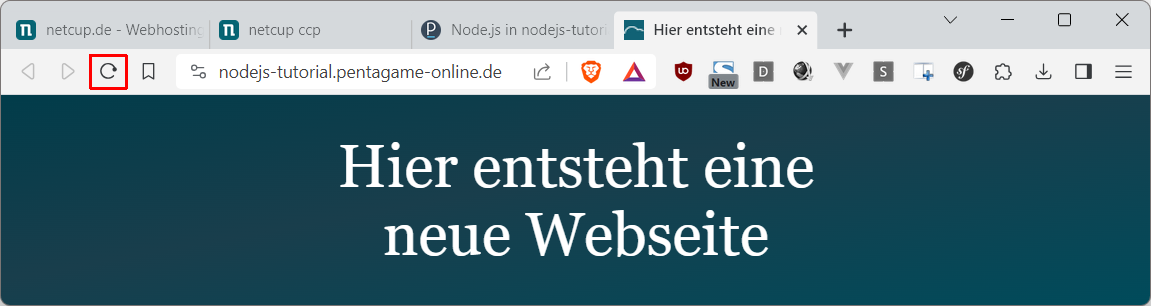 netcup.de - Webhosting
netcup ccp
Node.js in nodejs-tutori
Hier entsteht eine
nodejs-tutorial.pentagame-online.de
New
D
S
Hier entsteht eine
neue Webseite